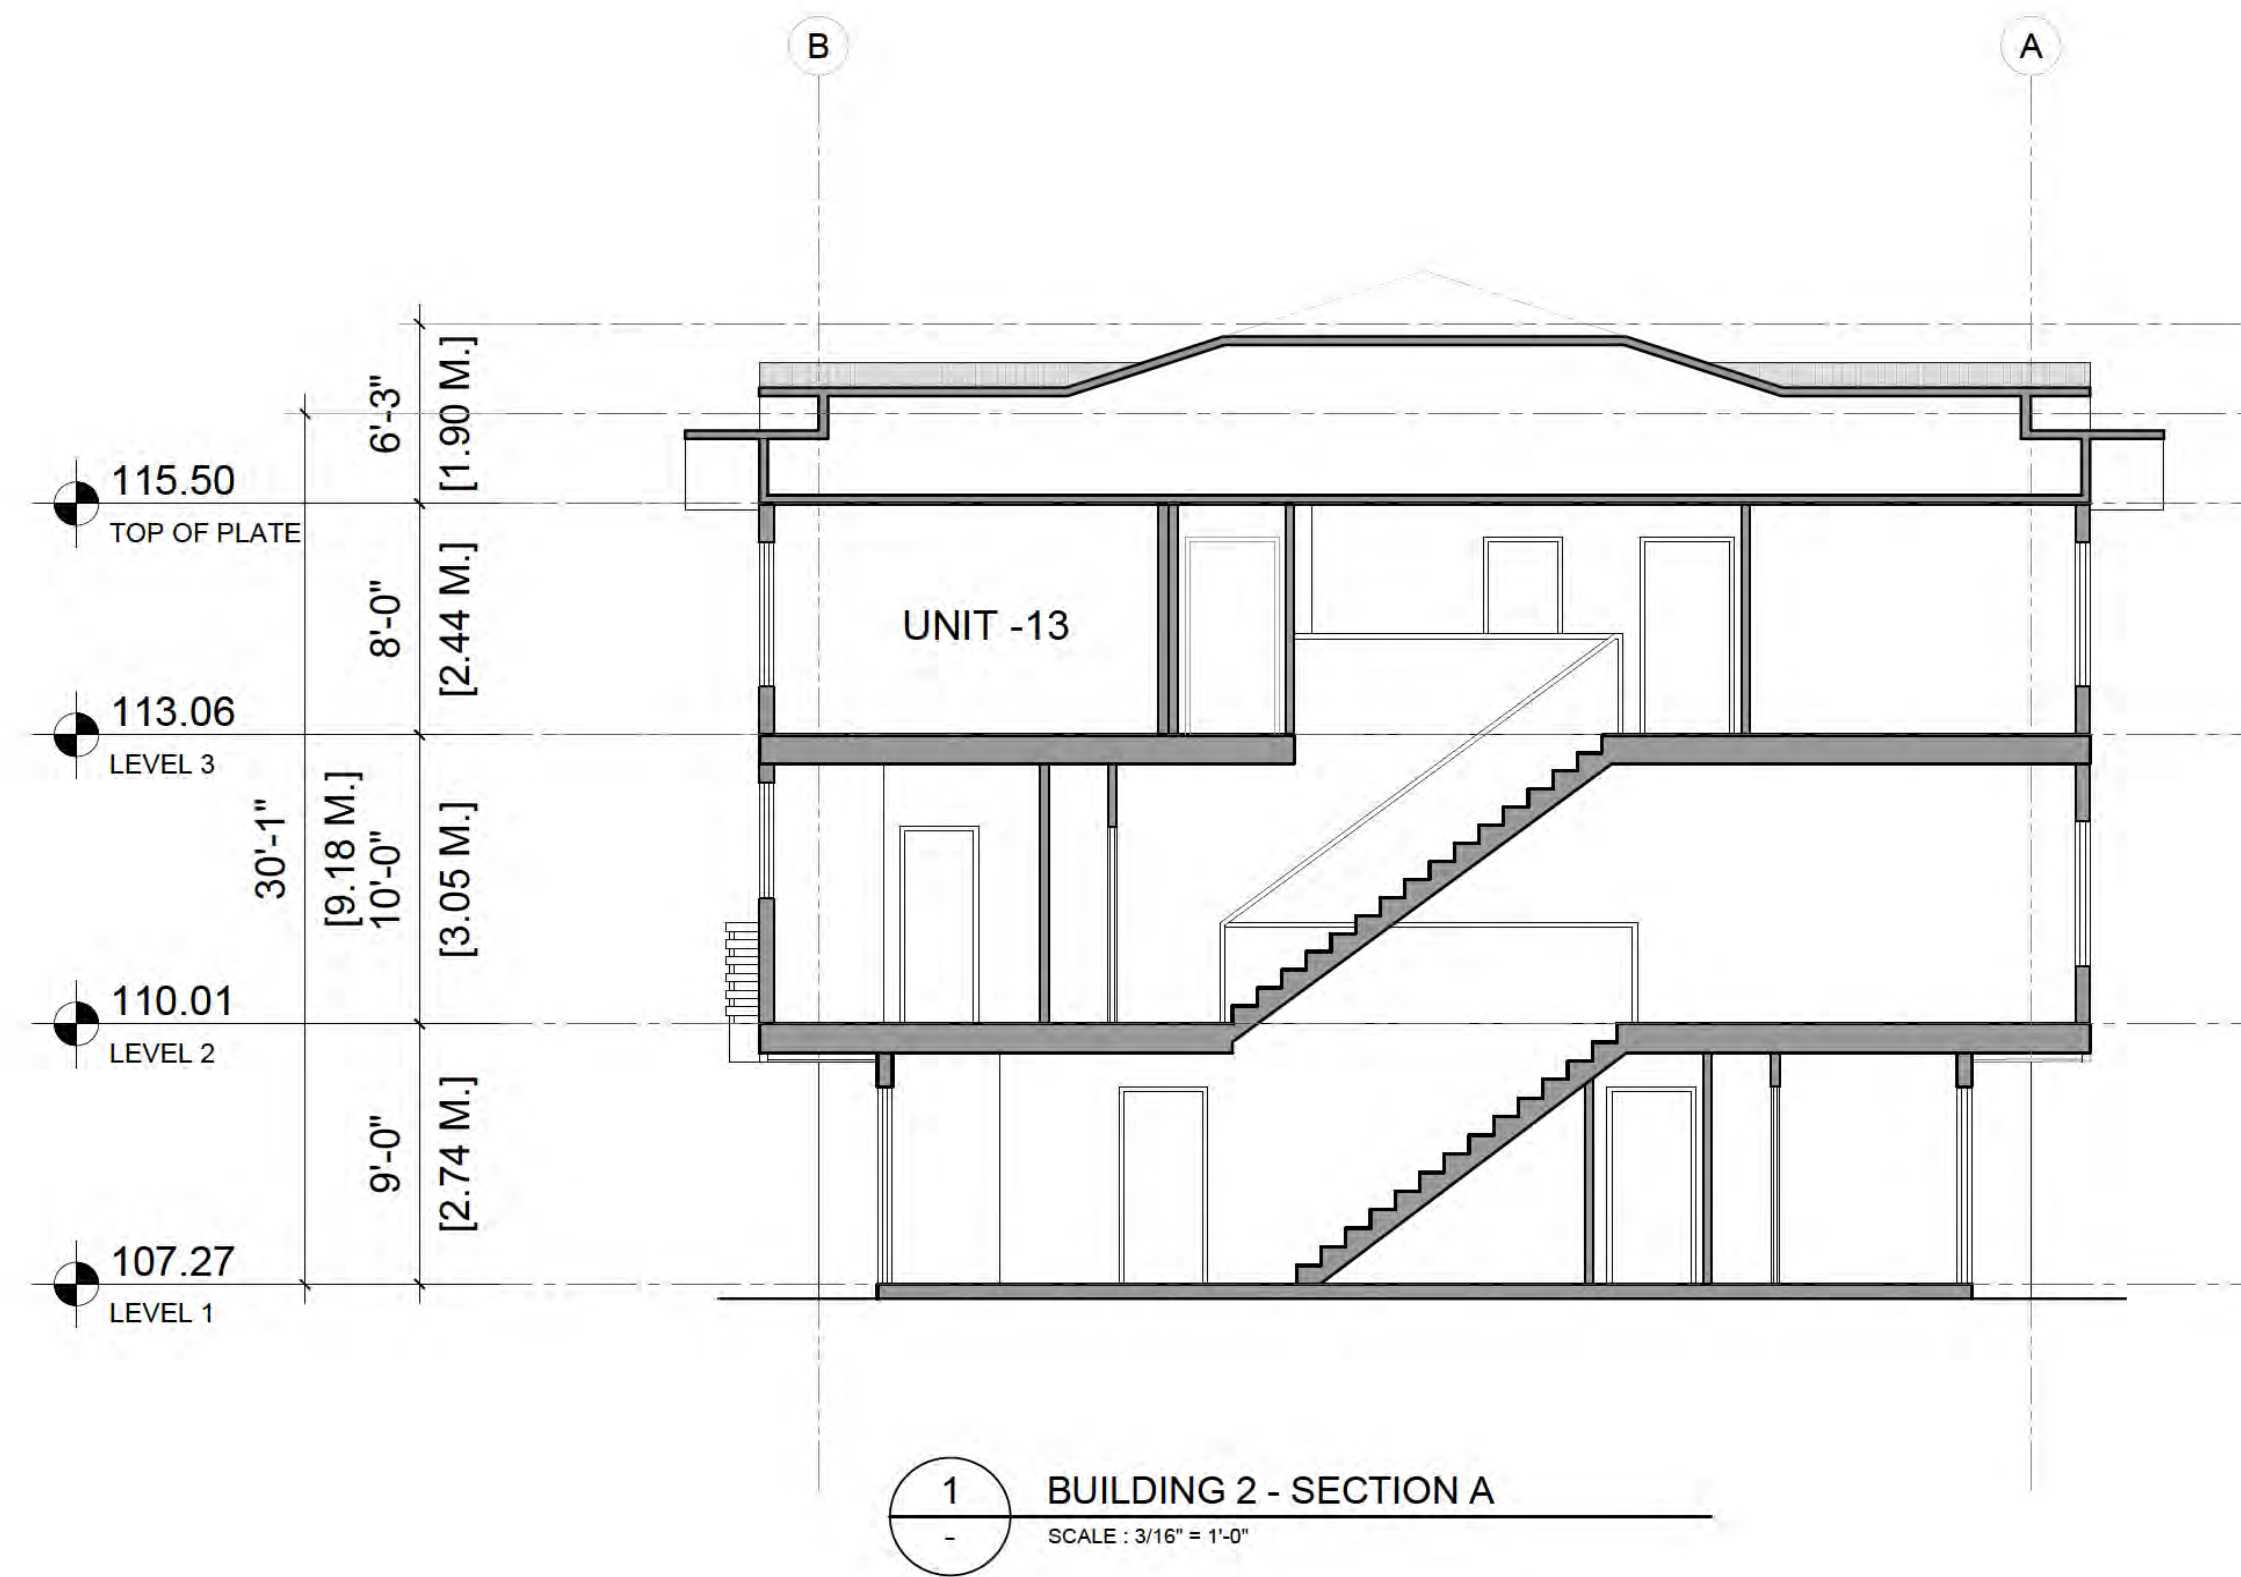 B
A
6'-3"
[1.90 M.]
115.50
TOP OF PLATE
8'-0"
[2.44 M.]
UNIT -13
113.06
LEVEL 3
30'-1"
[9.18 M.]
10'-0"
[3.05 M.]
110.01
LEVEL 2
9'-0"
[2.74 M.]
107.27
LEVEL 1
1
-
BUILDING 2 - SECTION A
SCALE : 3/16" = 1'-0"